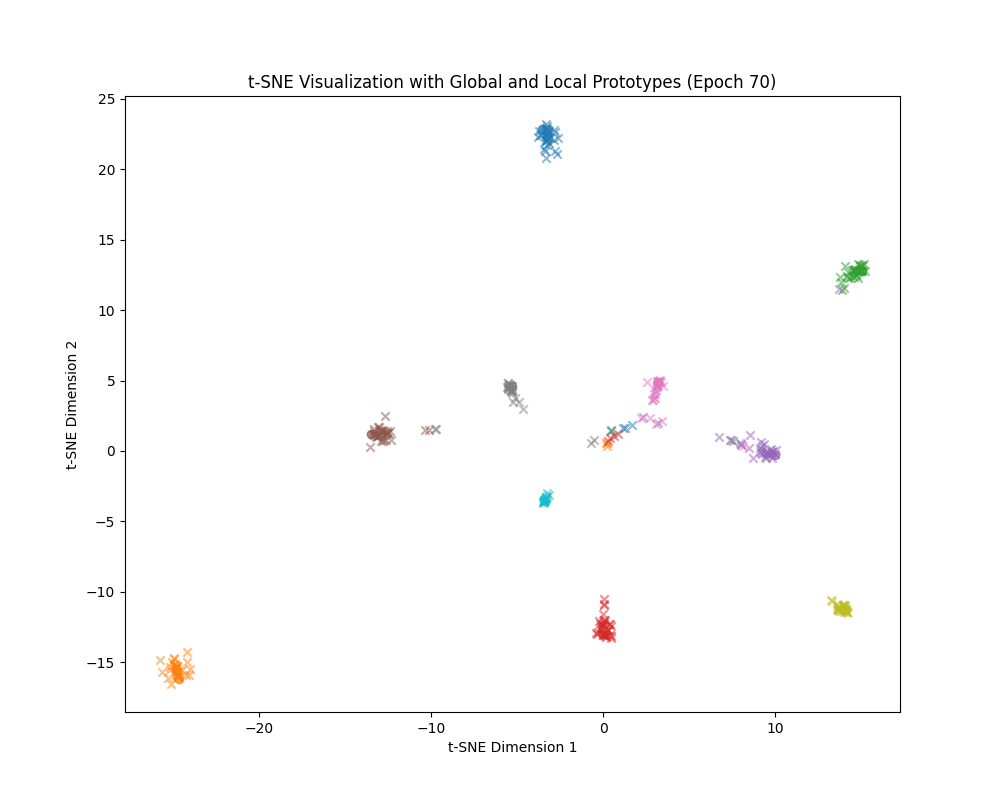 t-SNE Visualization with Global and Local Prototypes (Epoch 70)
25
20
15
10
5
0
−5
−10
−15
t-SNE Dimension 2
−20 −10 0 10
t-SNE Dimension 1